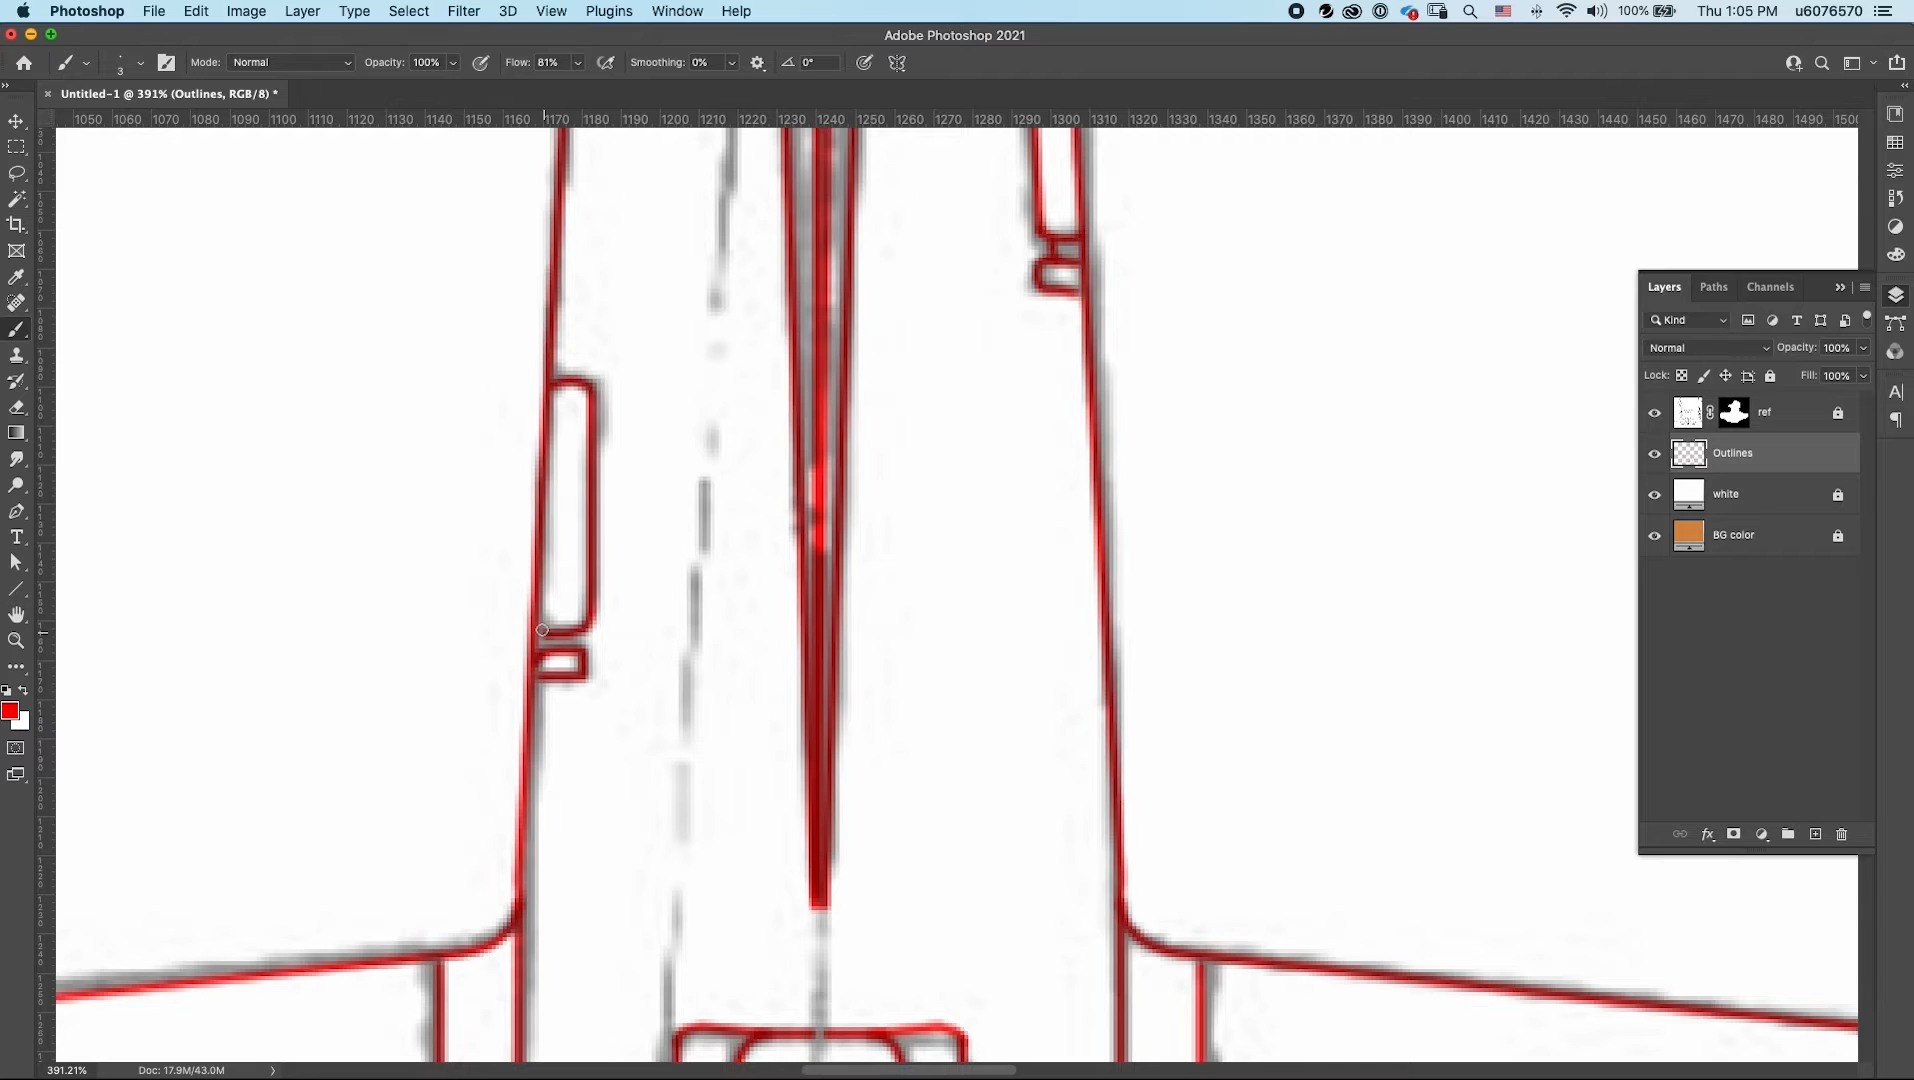 Photoshop File Edit Image Layer Type Select Filter 3D View Plugins Window Help 100% Thu 1:05 PM u6076570
Adobe Photoshop 2021
3 Mode: Normal Opacity: 100% Flow: 81% Smoothing: 0% 0°
× Untitled-1 @ 391% (Outlines, RGB/8) *
1050 1060 1070 1080 1090 1100 1110 1120 1130 1140 1150 1160 1170 1180 1190 1200 1210 1220 1230 1240 1250 1260 1270 1280 1290 1300 1310 1320 1330 1340 1350 1360 1370 1380 1390 1400 1410 1420 1430 1440 1450 1460 1470 1480 1490 1500
Layers Paths Channels
Kind
Normal Opacity: 100%
Lock: Fill: 100%
ref
Outlines
white
BG color
fx
391.21% Doc: 17.9M/43.0M